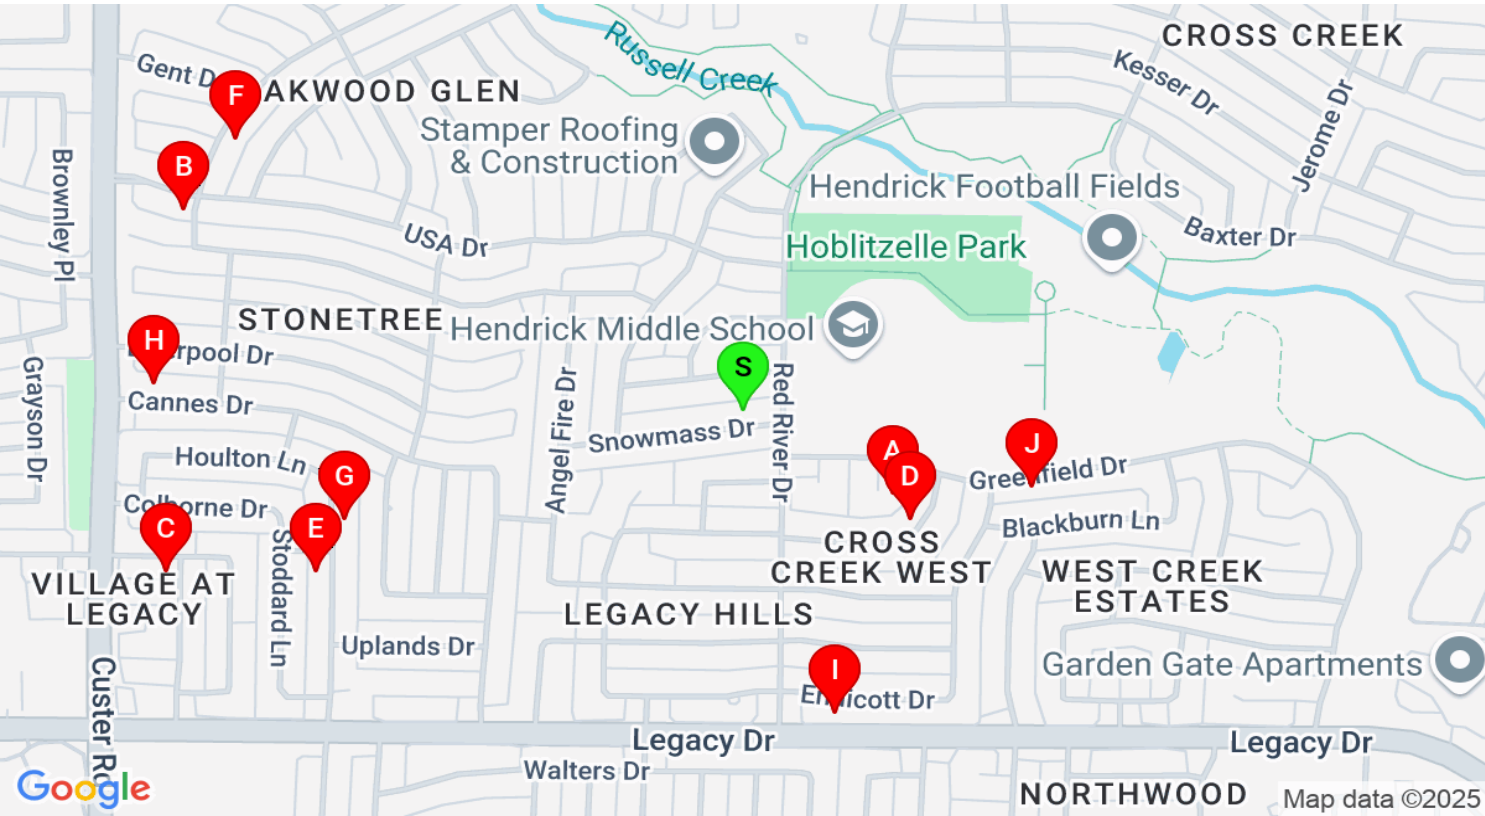 CROSS CREEK
Russell Creek
Gent D
Kesser Dr
F
AKWOOD GLEN
Jerome Dr
Stamper Roofing
& Construction
B
Brownley Pl
Hendrick Football Fields
USA Dr
Hoblitzelle Park
Baxter Dr
STONETREE
Hendrick Middle School
H
erpool Dr
S
Grayson Dr
Cannes Dr
Angel Fire Dr
Red River Dr
Snowmass Dr
A
J
Houlton Ln
G
D
Greenfield Dr
Colborne Dr
C
E
Blackburn Ln
Stoddard Ln
CROSS
CREEK WEST
VILLAGE AT
LEGACY
WEST CREEK
ESTATES
LEGACY HILLS
Uplands Dr
Custer Rd
I
Garden Gate Apartments
Endicott Dr
Legacy Dr
Legacy Dr
Walters Dr
Google
NORTHWOOD
Map data ©2025